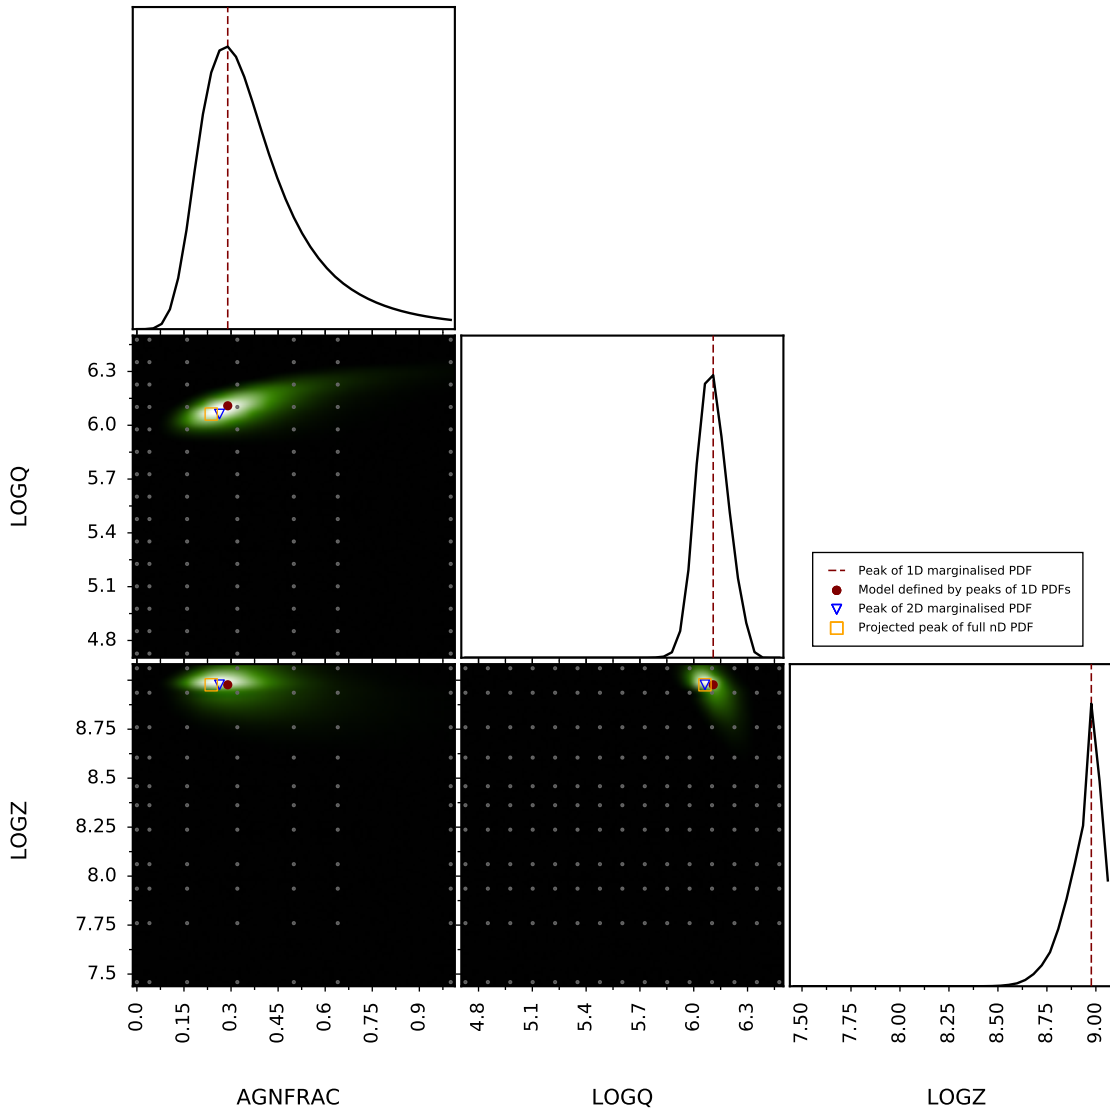 6.3
6.0
5.7
5.4
5.1
4.8
LOGQ
Peak of 1D marginalised PDF
Model defined by peaks of 1D PDFs
Peak of 2D marginalised PDF
Projected peak of full nD PDF
8.75
8.5
8.25
8.0
7.75
7.5
LOGZ
0.0 0.15 0.3 0.45 0.6 0.75 0.9
4.8 5.1 5.4 5.7 6.0 6.3
7.50 7.75 8.00 8.25 8.50 8.75 9.00
AGNFRAC LOGQ LOGZ